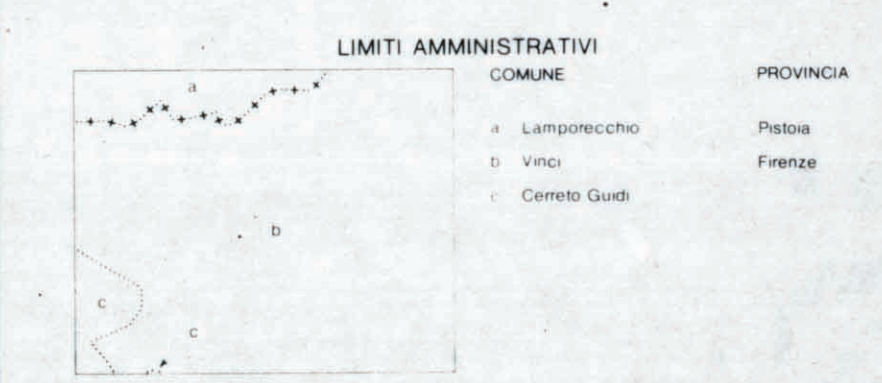 LIMITI AMMINISTRATIVI
COMUNE PROVINCIA
a Lamporecchio Pistoia
b Vinci Firenze
c Cerreto Guidi
a
b
c
c